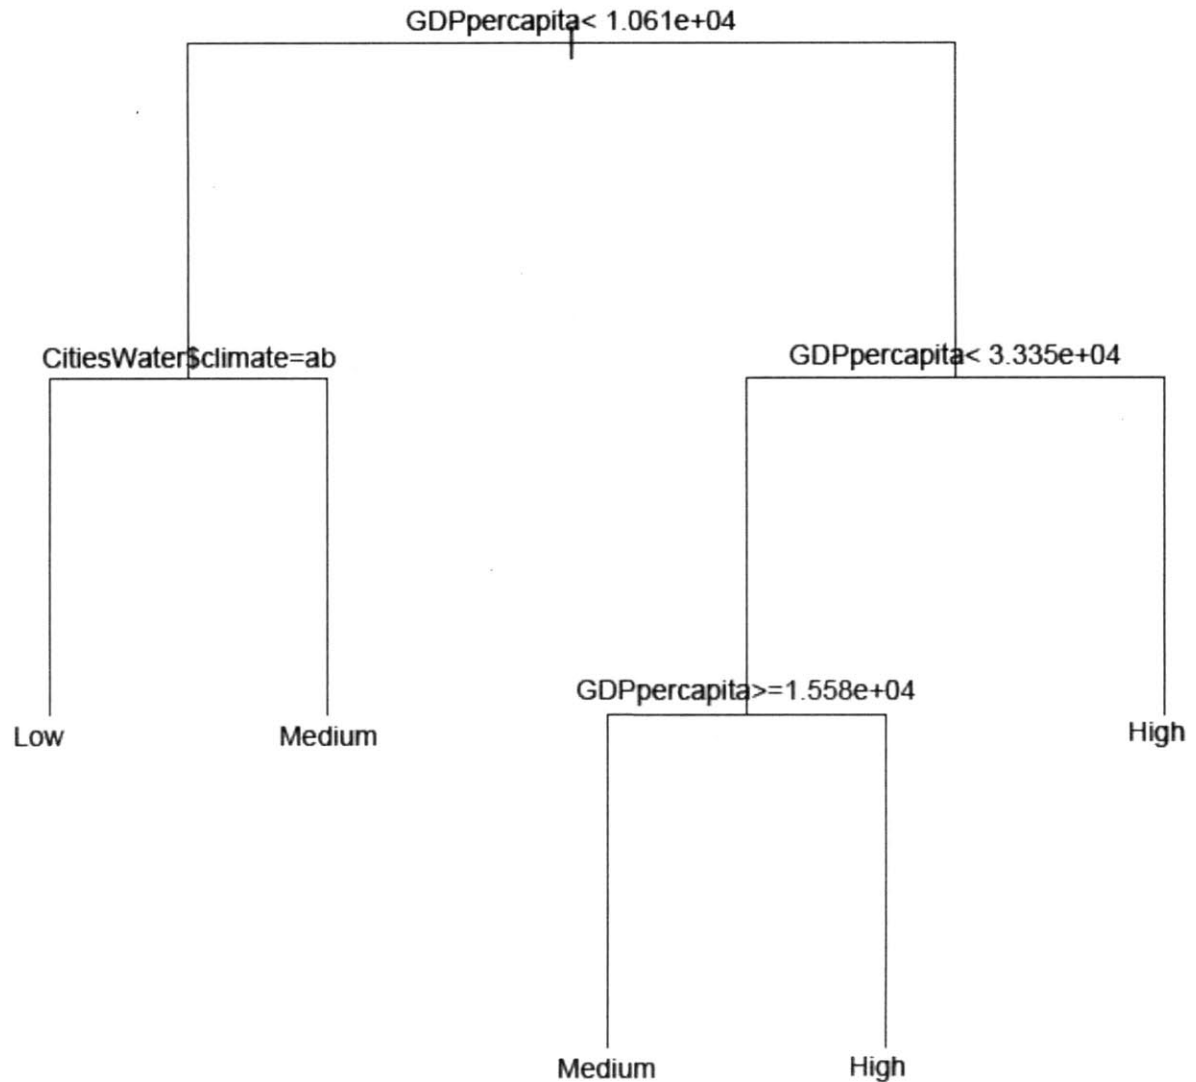 GDPpercapita< 1.061e+04
CitiesWater$climate=ab
GDPpercapita< 3.335e+04
GDPpercapita>=1.558e+04
Low
Medium
High
Medium
High